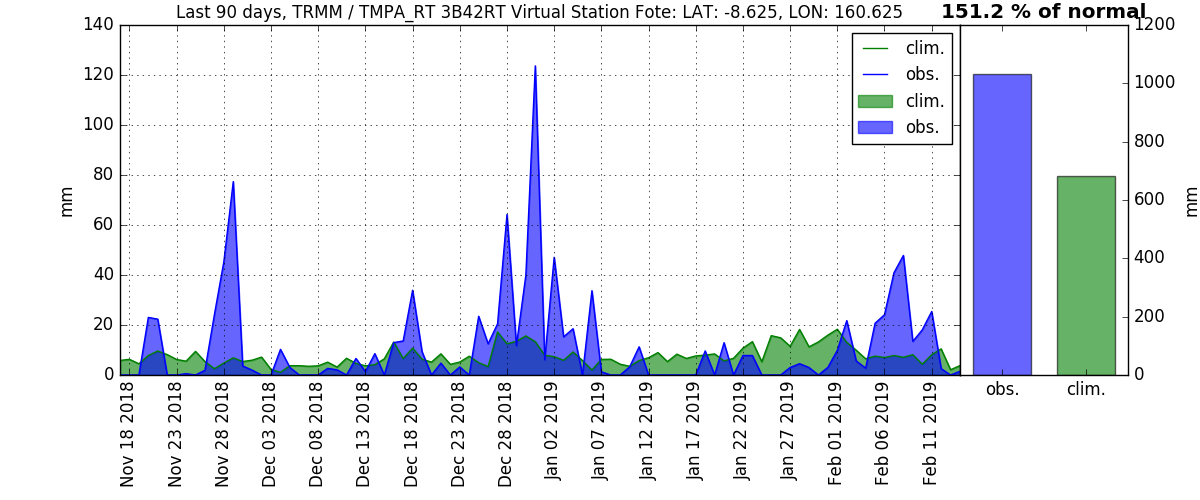 Last 90 days, TRMM / TMPA_RT 3B42RT Virtual Station Fote: LAT: -8.625, LON: 160.625
151.2 % of normal
140
120
100
80
60
40
20
0
mm
clim.
obs.
clim.
obs.
1200
1000
800
600
400
200
0
mm
Nov 18 2018
Nov 23 2018
Nov 28 2018
Dec 03 2018
Dec 08 2018
Dec 13 2018
Dec 18 2018
Dec 23 2018
Dec 28 2018
Jan 02 2019
Jan 07 2019
Jan 12 2019
Jan 17 2019
Jan 22 2019
Jan 27 2019
Feb 01 2019
Feb 06 2019
Feb 11 2019
obs.
clim.